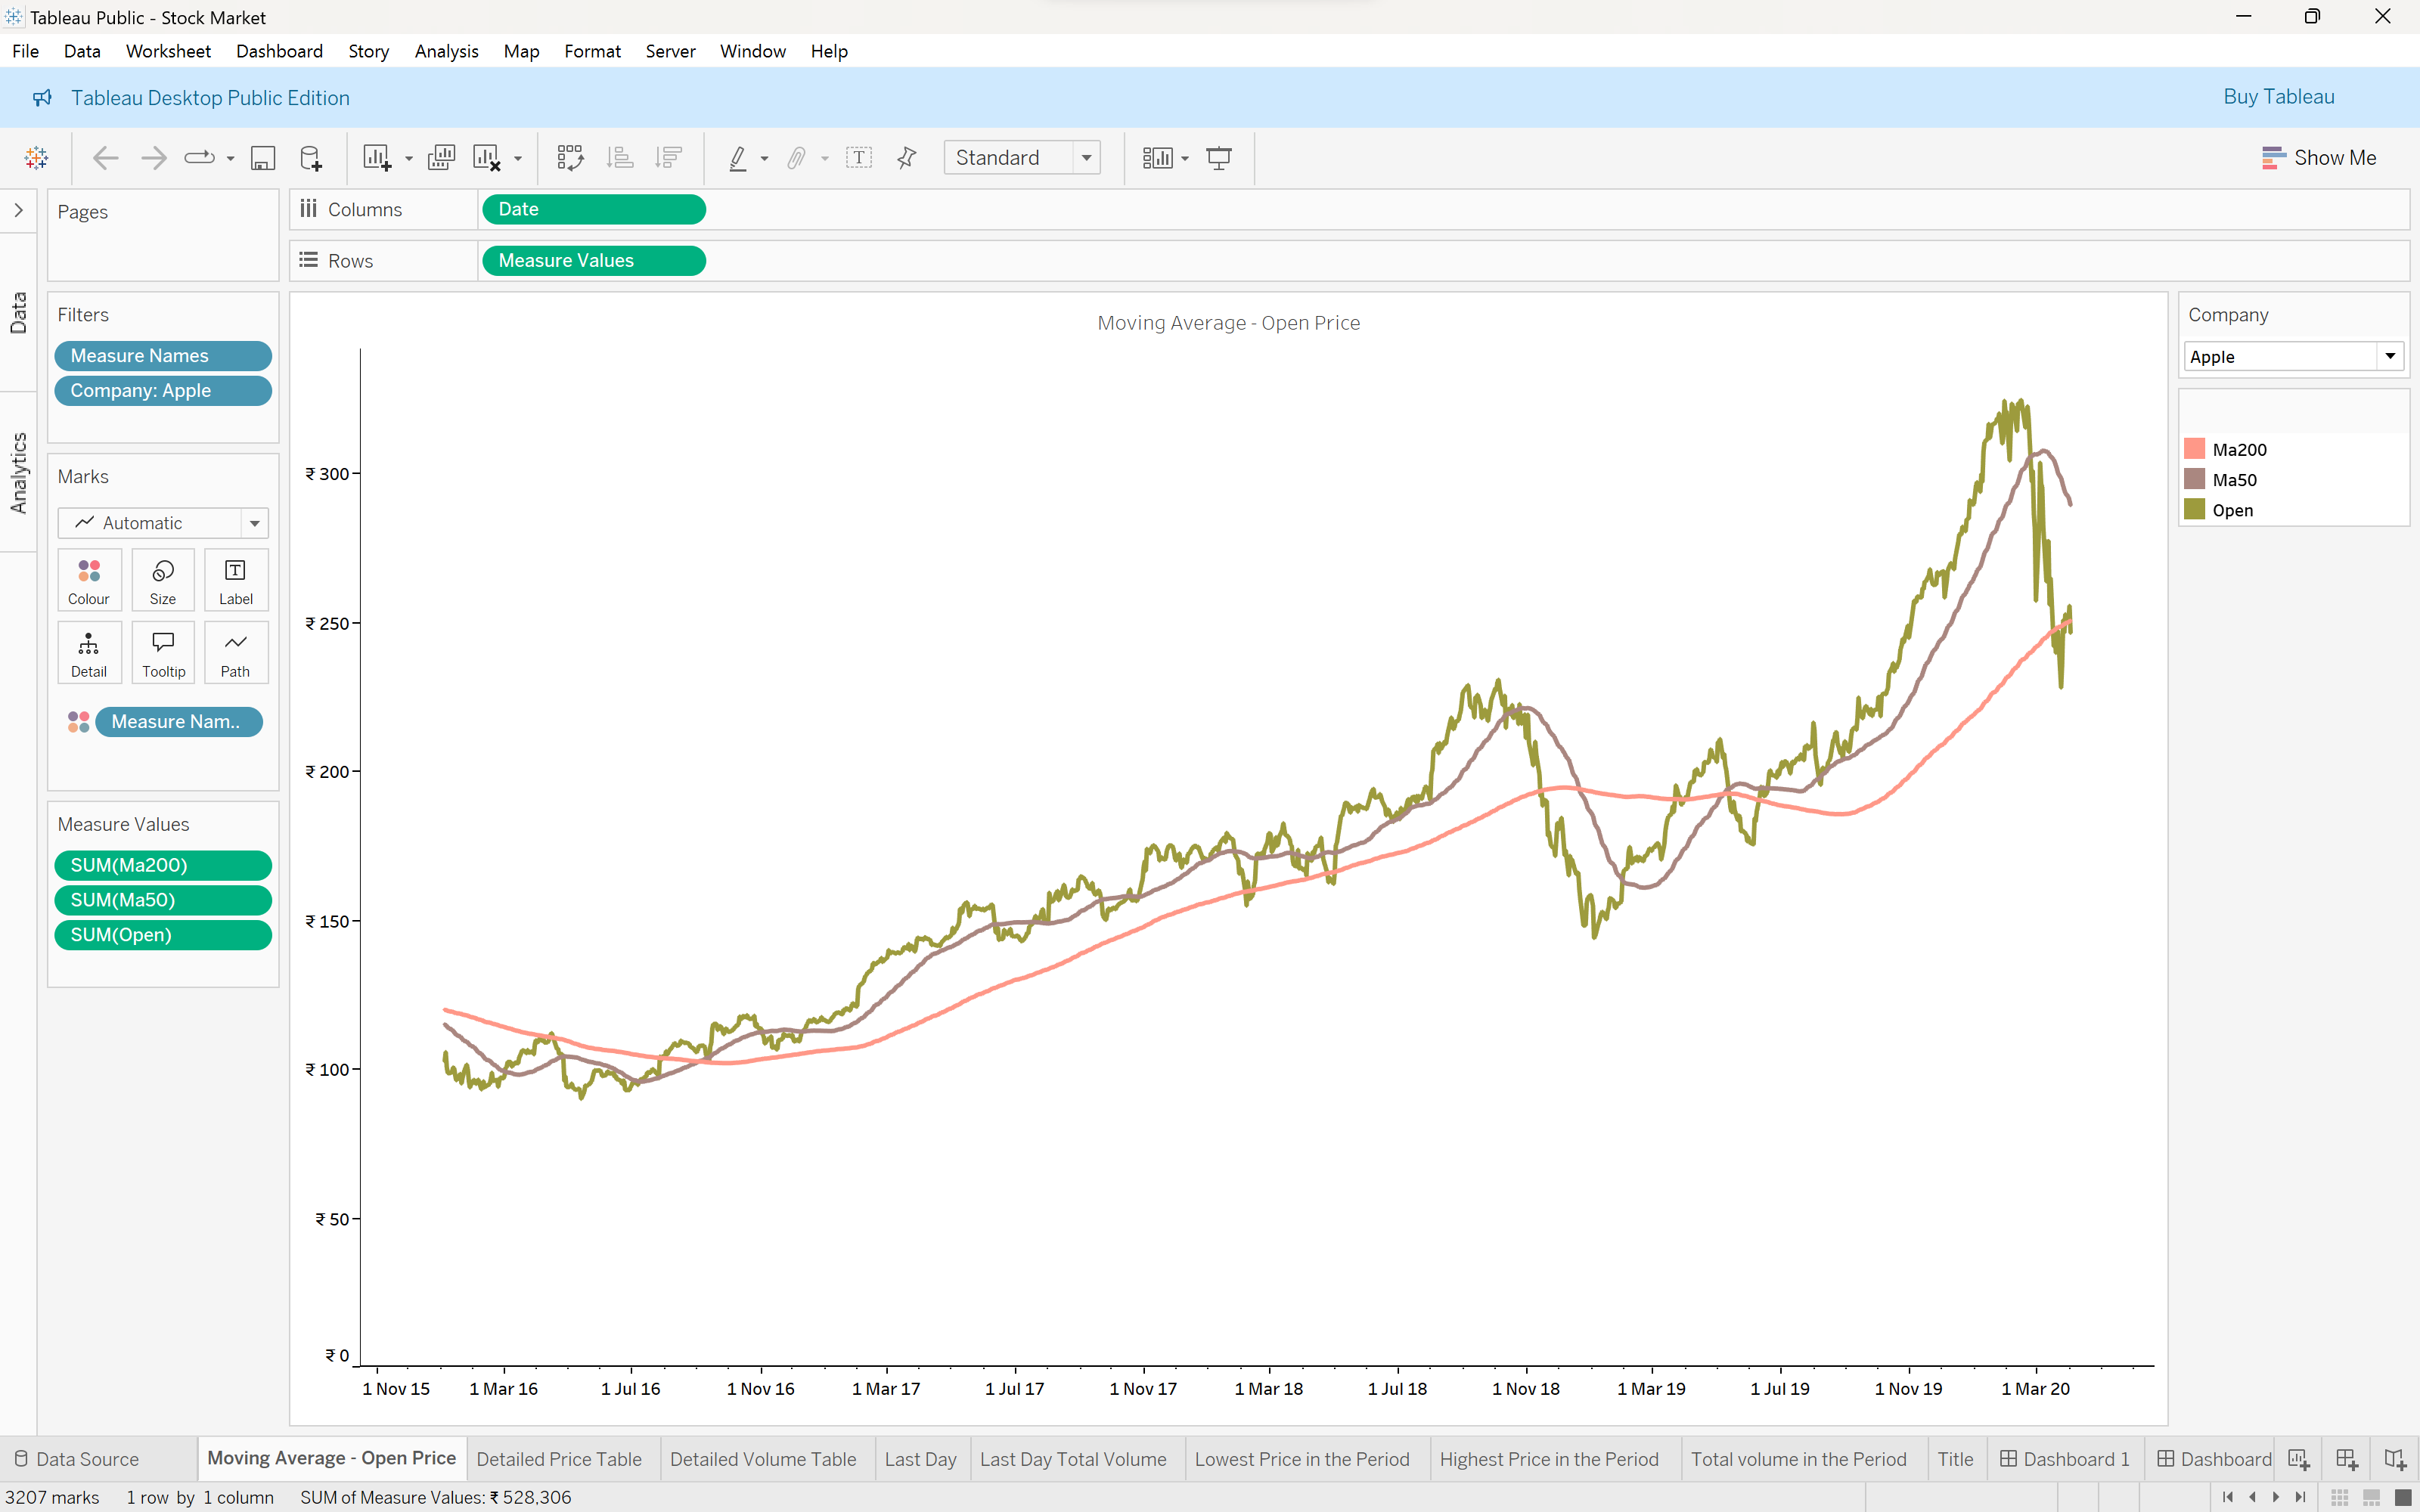 Tableau Public - Stock Market
File Data Worksheet Dashboard Story Analysis Map Format Server Window Help
Tableau Desktop Public Edition
Buy Tableau
Standard
Show Me
Pages
Columns
Date
Rows
Measure Values
Data
Analytics
Filters
Measure Names
Company: Apple
Marks
Automatic
Colour Size Label
Detail Tooltip Path
Measure Nam..
Measure Values
SUM(Ma200)
SUM(Ma50)
SUM(Open)
Moving Average - Open Price
₹ 300
₹ 250
₹ 200
₹ 150
₹ 100
₹ 50
₹ 0
1 Nov 15 1 Mar 16 1 Jul 16 1 Nov 16 1 Mar 17 1 Jul 17 1 Nov 17 1 Mar 18 1 Jul 18 1 Nov 18 1 Mar 19 1 Jul 19 1 Nov 19 1 Mar 20
Company
Apple
Ma200
Ma50
Open
Data Source Moving Average - Open Price Detailed Price Table Detailed Volume Table Last Day Last Day Total Volume Lowest Price in the Period Highest Price in the Period Total volume in the Period Title Dashboard 1 Dashboard
3207 marks 1 row by 1 column SUM of Measure Values: ₹ 528,306